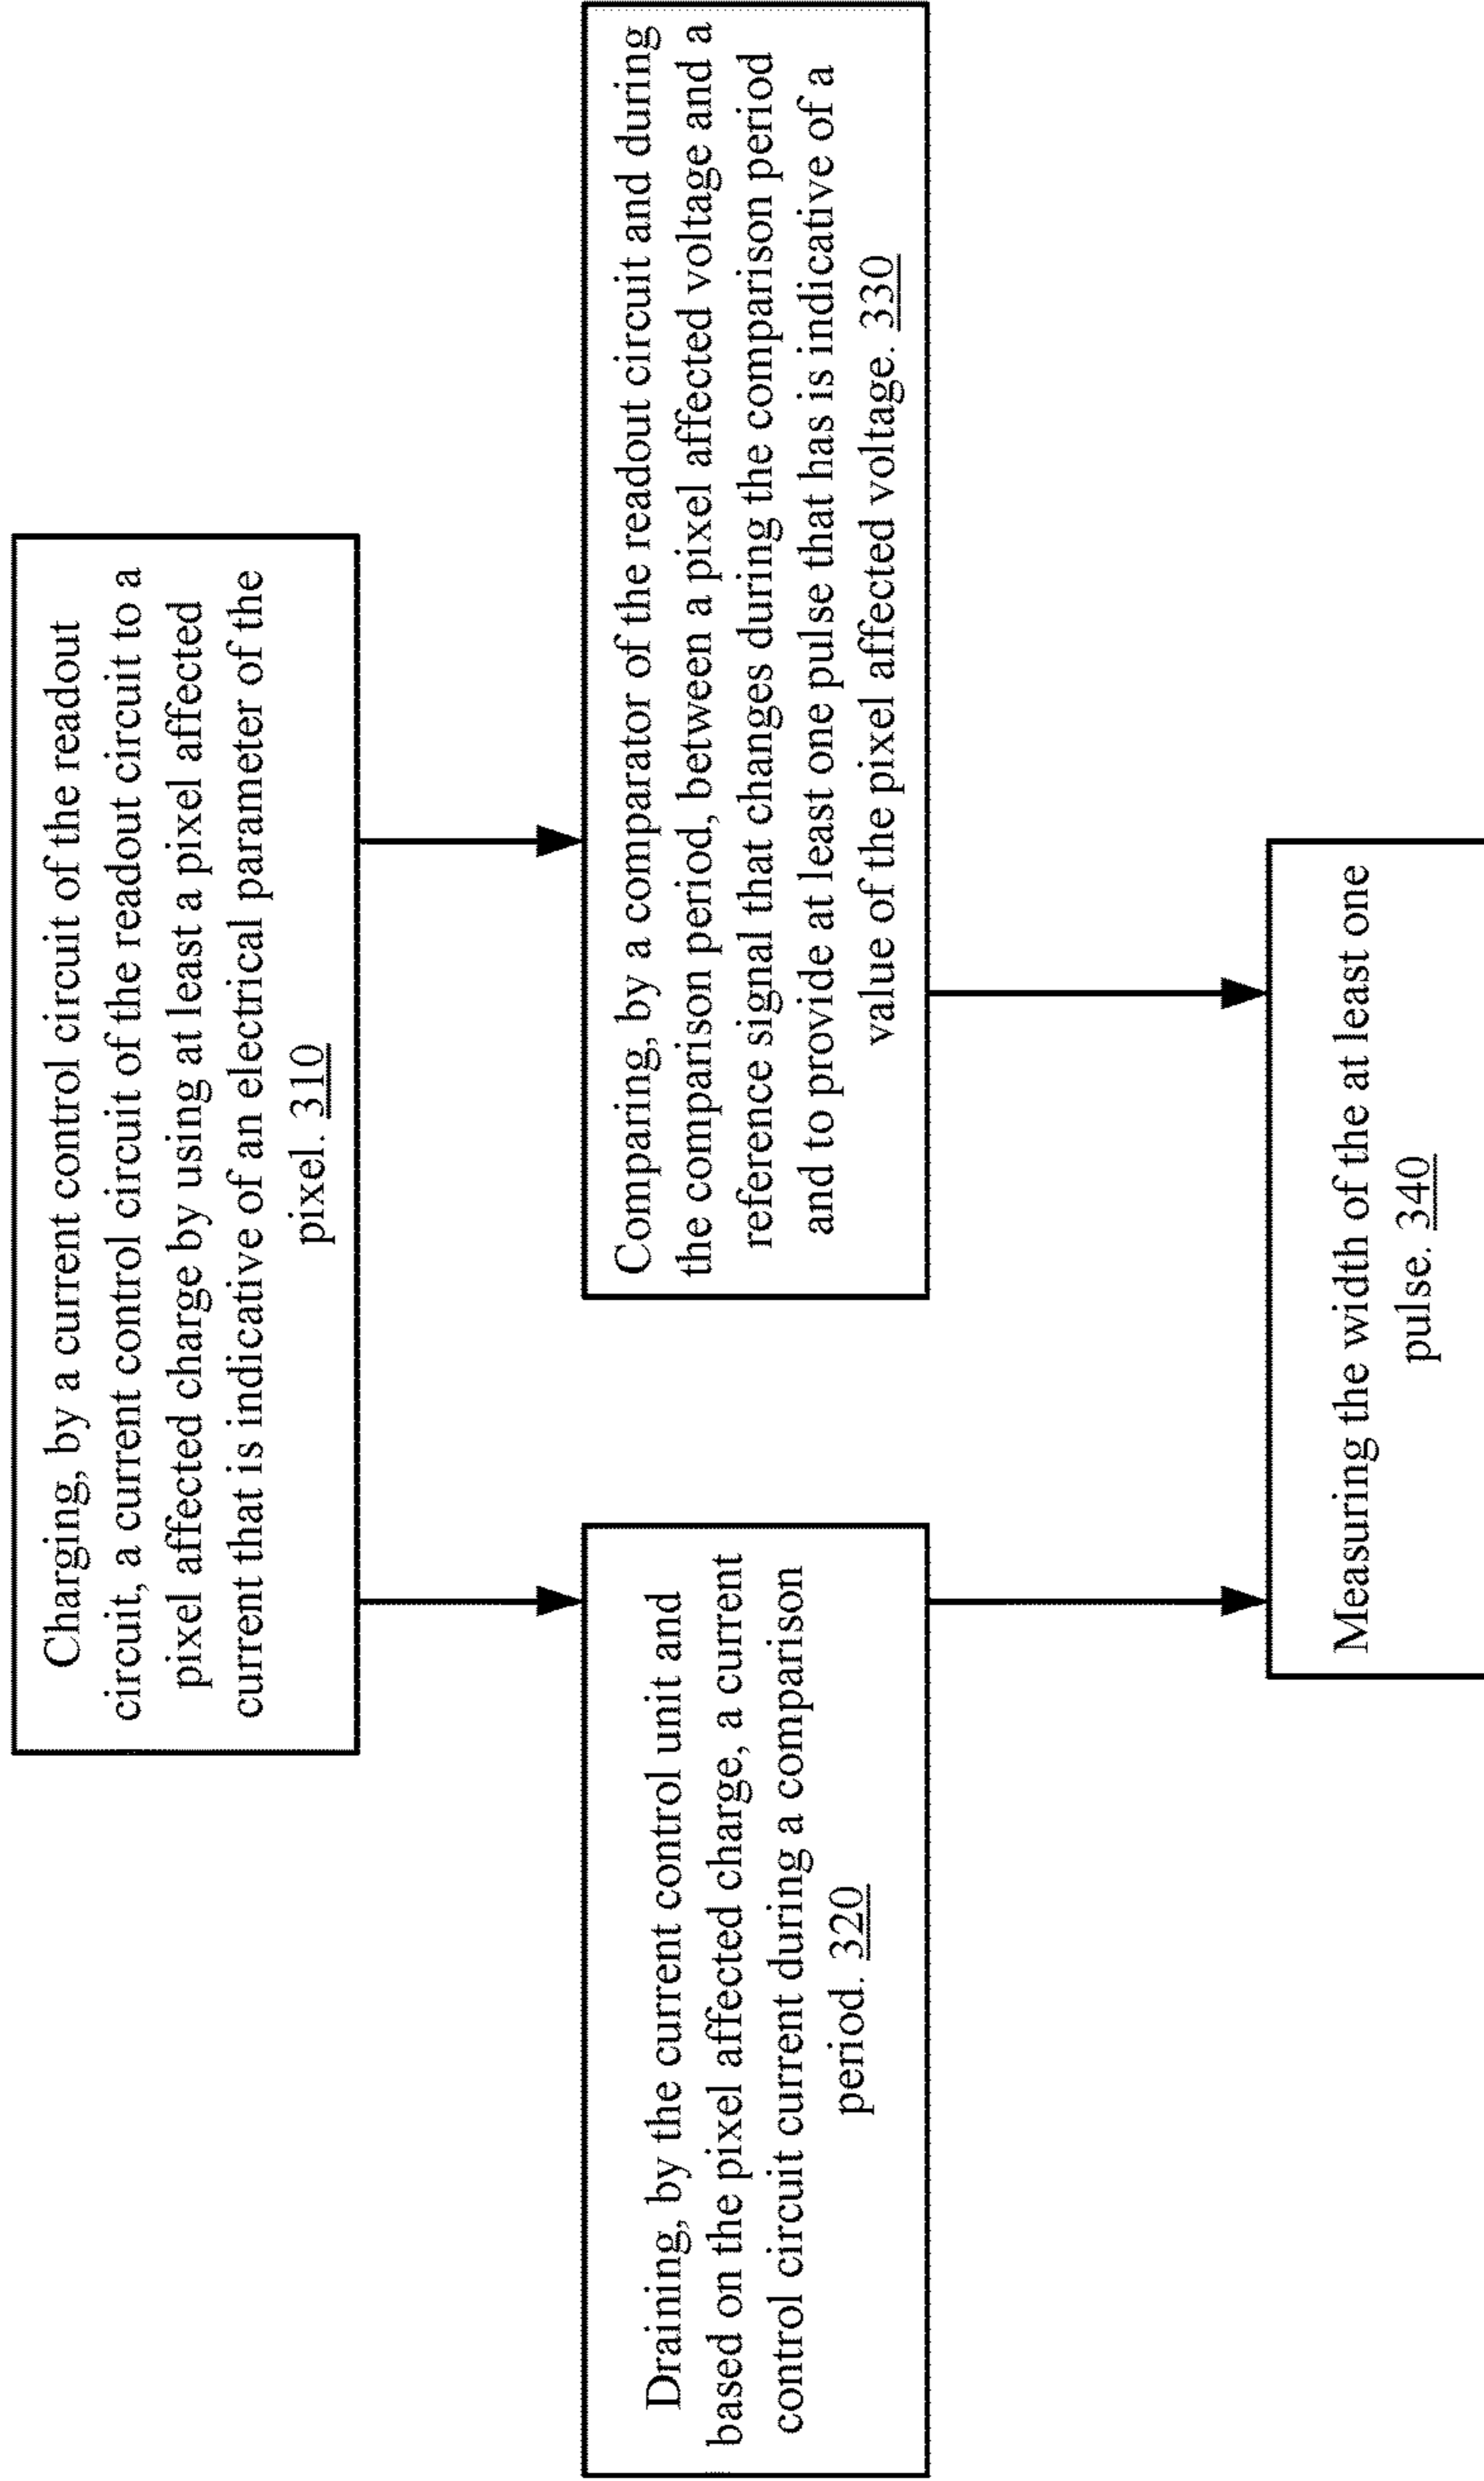 Charging, by a current control circuit of the readout
circuit, a current control circuit of the readout circuit to a
pixel affected charge by using at least a pixel affected
current that is indicative of an electrical parameter of the
pixel. 310
Draining, by the current control unit and
based on the pixel affected charge, a current
control circuit current during a comparison
period. 320
Comparing, by a comparator of the readout circuit and during
the comparison period, between a pixel affected voltage and a
reference signal that changes during the comparison period
and to provide at least one pulse that has is indicative of a
value of the pixel affected voltage. 330
Measuring the width of the at least one
pulse. 340